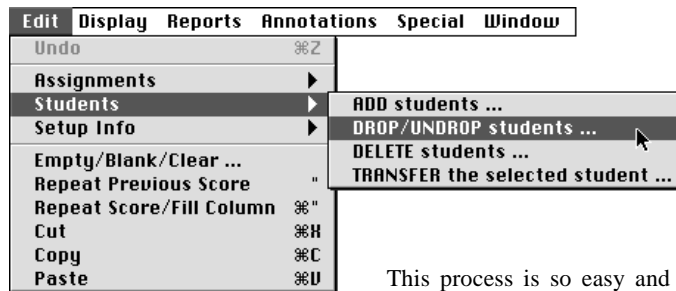 Edit Display Reports Annotations Special Window
Undo ⌘Z
Assignments ▶
Students ▶
Setup Info ▶
Empty/Blank/Clear ...
Repeat Previous Score "
Repeat Score/Fill Column ⌘"
Cut ⌘X
Copy ⌘C
Paste ⌘V
ADD students ...
DROP/UNDROP students ...
DELETE students ...
TRANSFER the selected student ...
This process is so easy and